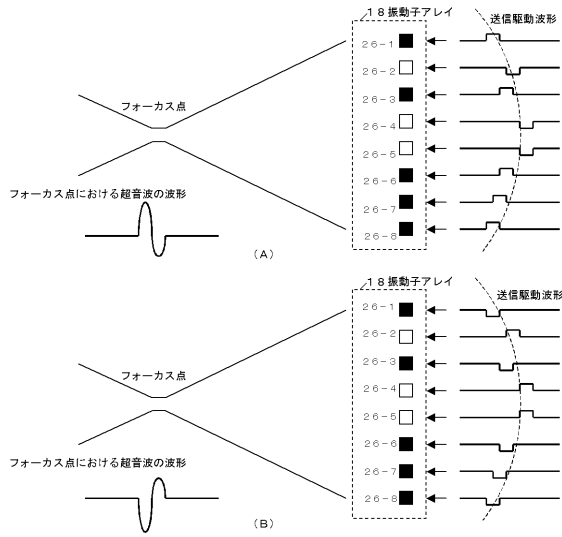 18振動子アレイ
送信駆動波形
26-1
26-2
26-3
26-4
26-5
26-6
26-7
26-8
フォーカス点
フォーカス点における超音波の波形
(A)
18振動子アレイ
送信駆動波形
26-1
26-2
26-3
26-4
26-5
26-6
26-7
26-8
フォーカス点
フォーカス点における超音波の波形
(B)